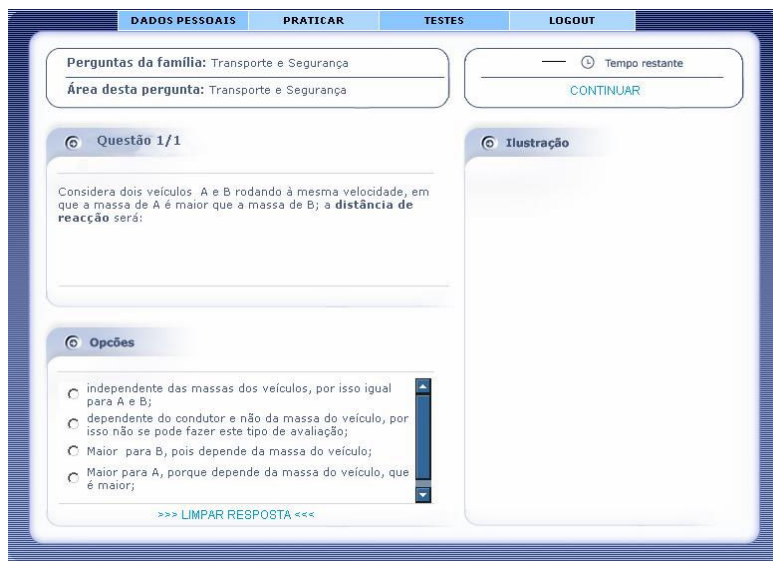 DADOS PESSOAIS PRATICAR TESTES LOGOUT
Perguntas da família: Transporte e Segurança
Área desta pergunta: Transporte e Segurança
Tempo restante
CONTINUAR
Questão 1/1
Considera dois veículos A e B rodando à mesma velocidade, em
que a massa de A é maior que a massa de B; a distância de
reacção será:
Ilustração
Opcões
independente das massas dos veículos, por isso igual
para A e B;
dependente do condutor e não da massa do veículo, por
isso não se pode fazer este tipo de avaliação;
Maior para B, pois depende da massa do veículo;
Maior para A, porque depende da massa do veículo, que
é maior;
>>> LIMPAR RESPOSTA <<<